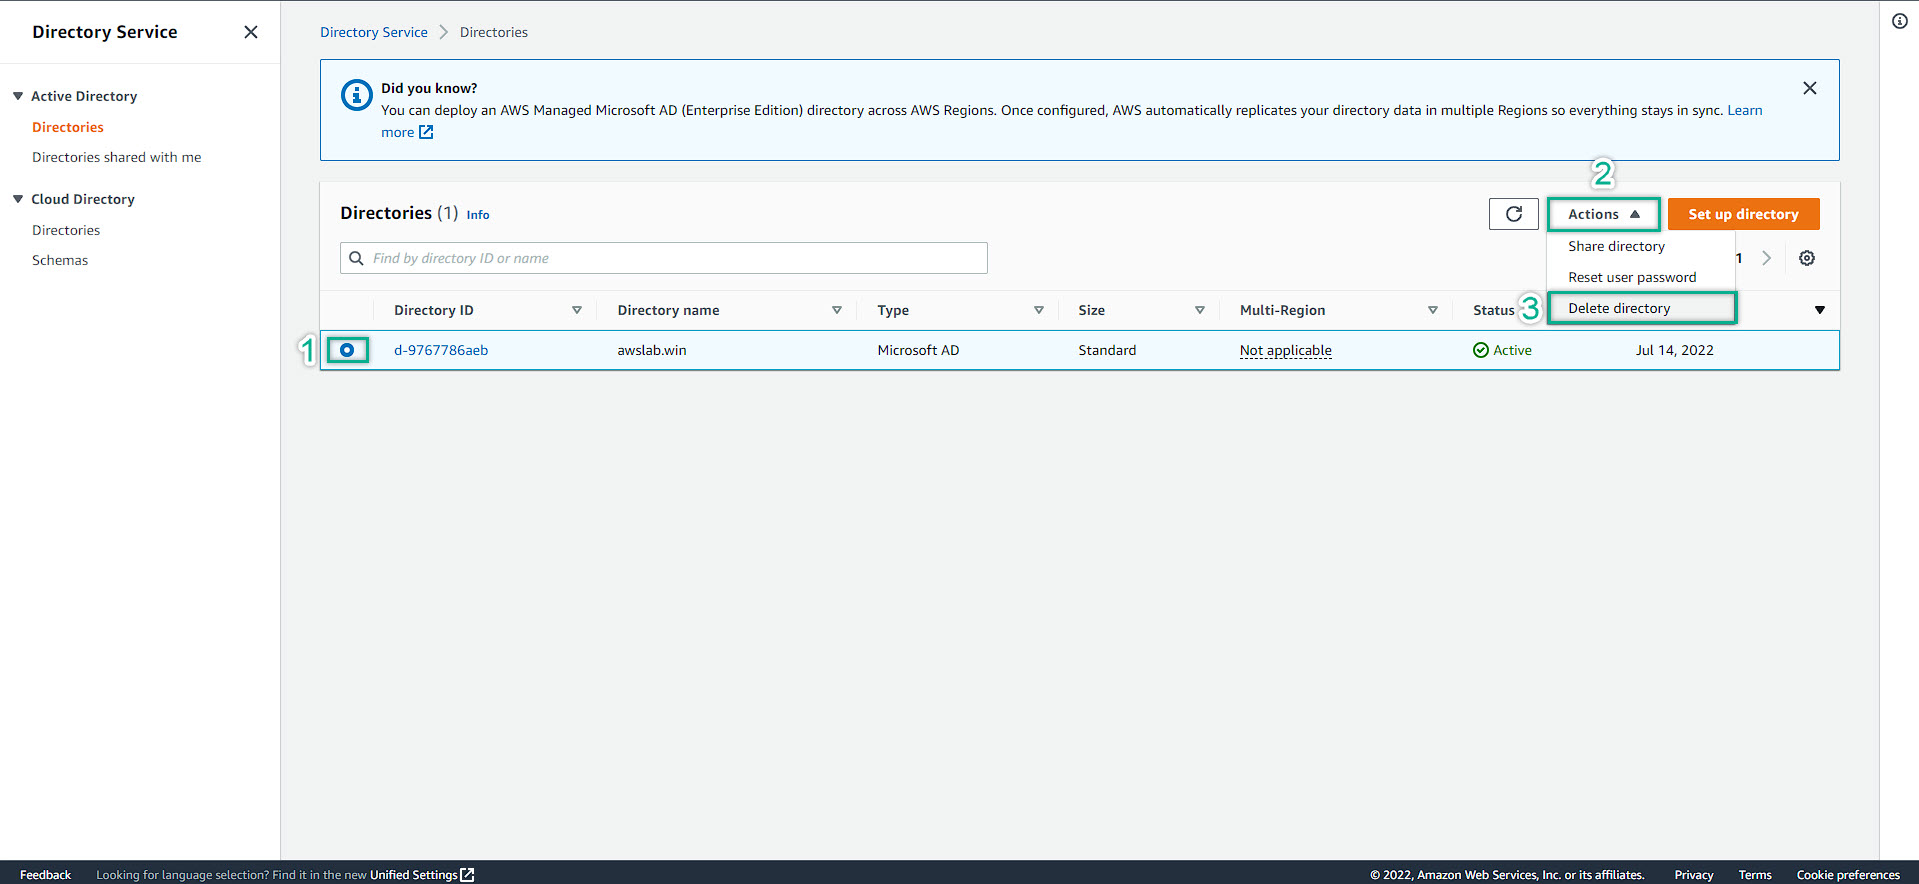 Directory Service
Active Directory
Directories
Directories shared with me
Cloud Directory
Directories
Schemas
Directory Service
Directories
Did you know?
You can deploy an AWS Managed Microsoft AD (Enterprise Edition) directory across AWS Regions. Once configured, AWS automatically replicates your directory data in multiple Regions so everything stays in sync. Learn
more
2
Directories (1) Info
Actions
Set up directory
Find by directory ID or name
Share directory
1
Reset user password
3
Delete directory
Directory ID
Directory name
Type
Size
Multi-Region
Status
1
d-9767786aeb
awslab.win
Microsoft AD
Standard
Not applicable
Active
Jul 14, 2022
Feedback
Looking for language selection? Find it in the new Unified Settings
© 2022, Amazon Web Services, Inc. or its affiliates.
Privacy
Terms
Cookie preferences